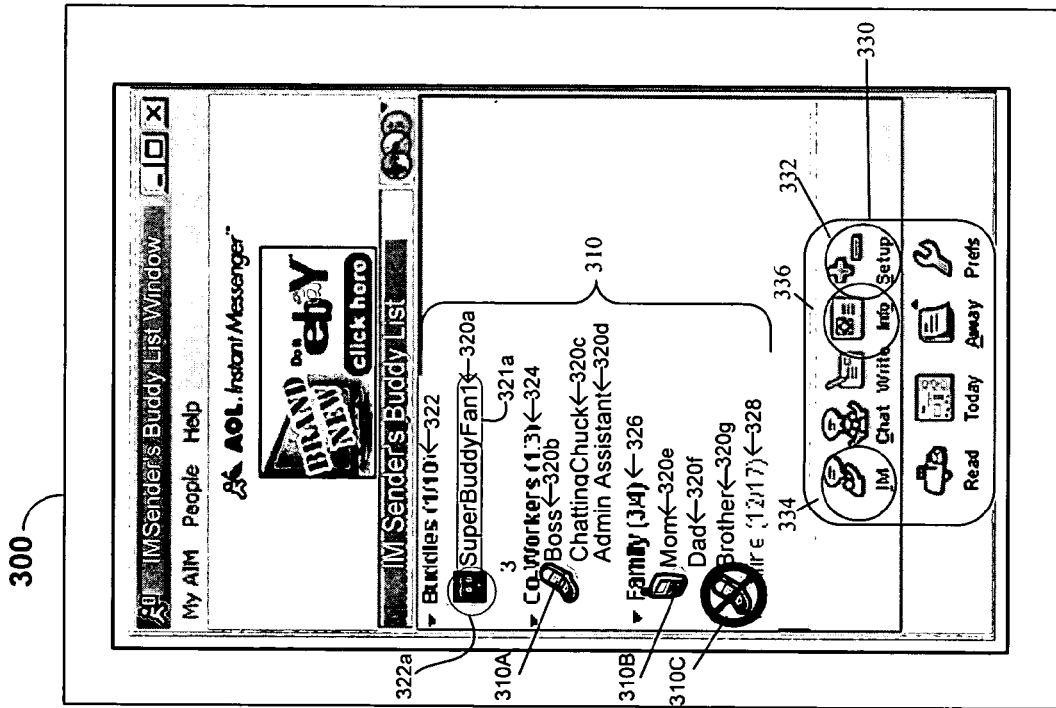 300
IMSender's Buddy List Window
My AIM People Help
AOL Instant Messenger™
BRAND NEW
Do it
ebY
click here
IM Sender's Buddy List
Buddies (1/10) ←322
SuperBuddyFan1 ←320a
321a
322a
3
Co-Workers (1 3) ←324
Boss ←320b
310A
ChattingChuck ←320c
Admin Assistant ←320d
310
Family (3/4) ←326
Mom ←320e
310B
Dad ←320f
Brother ←320g
310C
(12/17) ←328
334
336
332
330
IM Chat Write Info Setup
Read Today Away Prefs